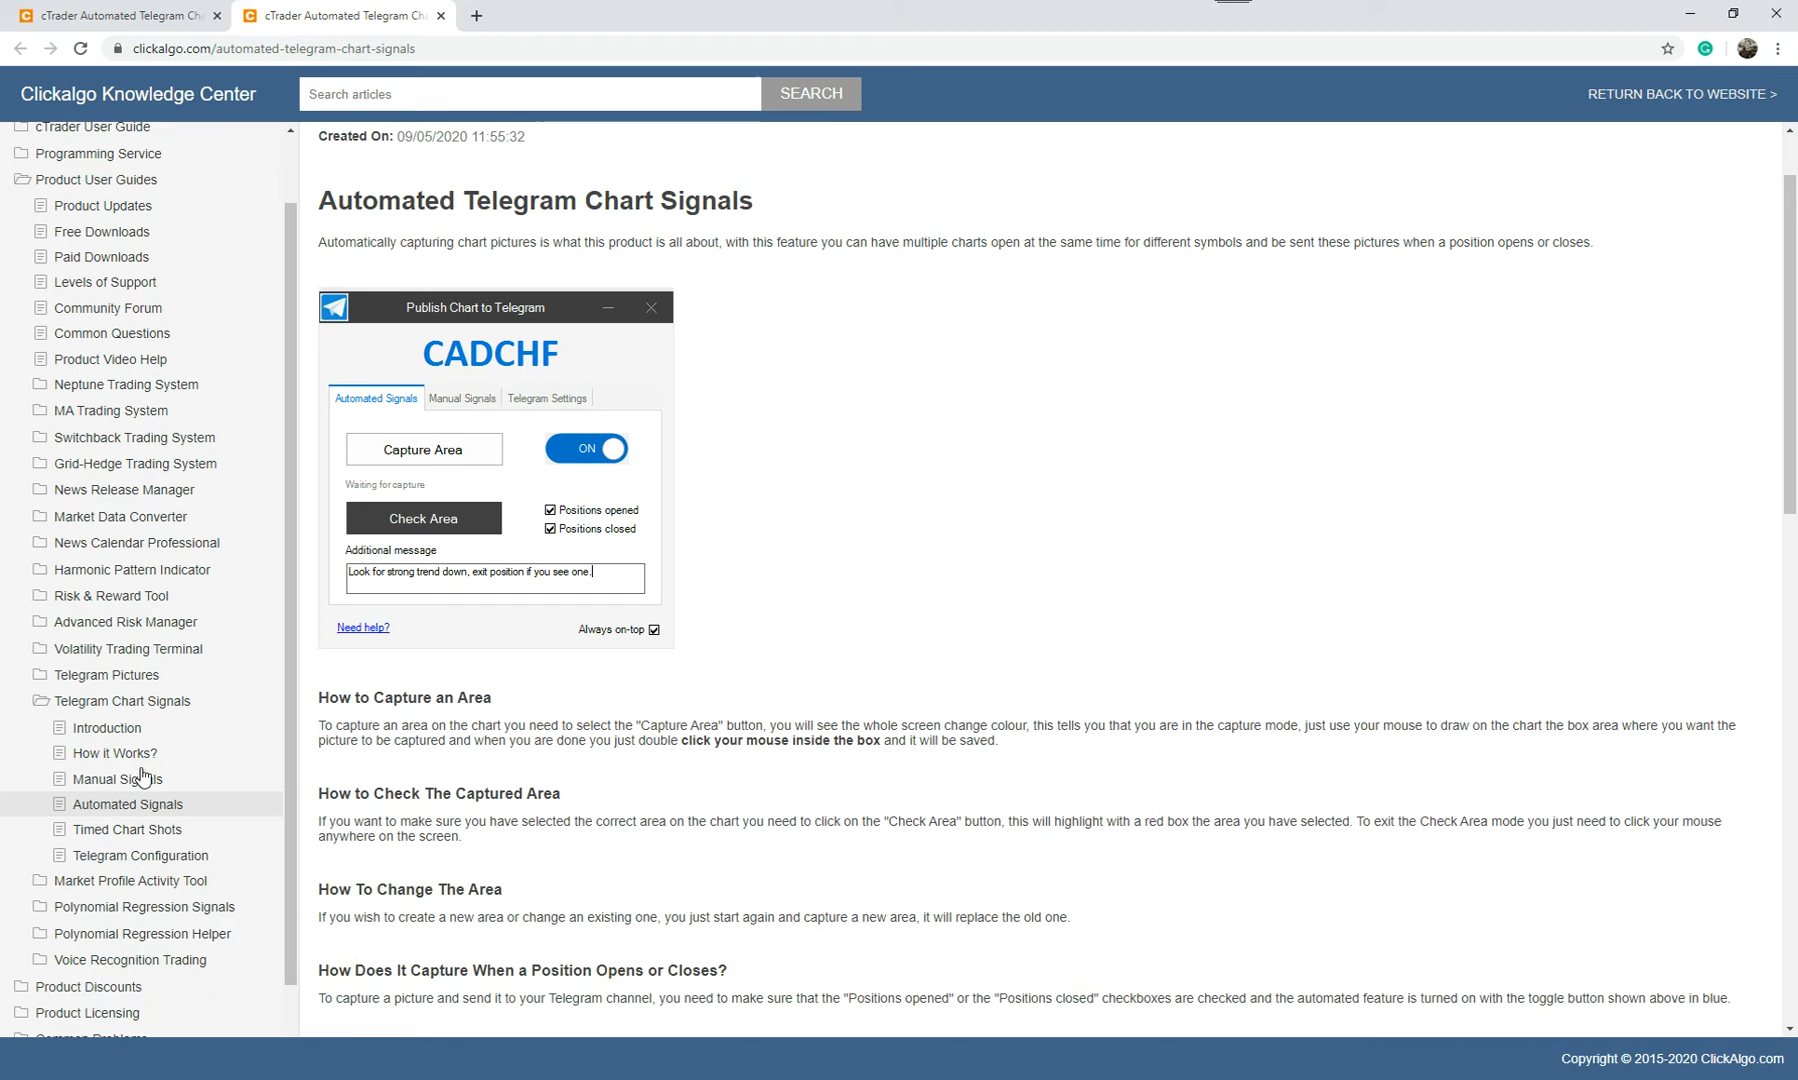 cTrader Automated Telegram Cha
cTrader Automated Telegram Cha
clickalgo.com/automated-telegram-chart-signals
Clickalgo Knowledge Center
Search articles
SEARCH
RETURN BACK TO WEBSITE >
cTrader User Guide
Programming Service
Product User Guides
Product Updates
Free Downloads
Paid Downloads
Levels of Support
Community Forum
Common Questions
Product Video Help
Neptune Trading System
MA Trading System
Switchback Trading System
Grid-Hedge Trading System
News Release Manager
Market Data Converter
News Calendar Professional
Harmonic Pattern Indicator
Risk & Reward Tool
Advanced Risk Manager
Volatility Trading Terminal
Telegram Pictures
Telegram Chart Signals
Introduction
How it Works?
Manual Signals
Automated Signals
Timed Chart Shots
Telegram Configuration
Market Profile Activity Tool
Polynomial Regression Signals
Polynomial Regression Helper
Voice Recognition Trading
Product Discounts
Product Licensing
Common Problems
Created On: 09/05/2020 11:55:32
Automated Telegram Chart Signals
Automatically capturing chart pictures is what this product is all about, with this feature you can have multiple charts open at the same time for different symbols and be sent these pictures when a position opens or closes.
Publish Chart to Telegram
CADCHF
Automated Signals
Manual Signals
Telegram Settings
Capture Area
ON
Waiting for capture
Check Area
Positions opened
Positions closed
Additional message
Look for strong trend down, exit position if you see one.
Need help?
Always on-top
How to Capture an Area
To capture an area on the chart you need to select the "Capture Area" button, you will see the whole screen change colour, this tells you that you are in the capture mode, just use your mouse to draw on the chart the box area where you want the
picture to be captured and when you are done you just double click your mouse inside the box and it will be saved.
How to Check The Captured Area
If you want to make sure you have selected the correct area on the chart you need to click on the "Check Area" button, this will highlight with a red box the area you have selected. To exit the Check Area mode you just need to click your mouse
anywhere on the screen.
How To Change The Area
If you wish to create a new area or change an existing one, you just start again and capture a new area, it will replace the old one.
How Does It Capture When a Position Opens or Closes?
To capture a picture and send it to your Telegram channel, you need to make sure that the "Positions opened" or the "Positions closed" checkboxes are checked and the automated feature is turned on with the toggle button shown above in blue.
Copyright © 2015-2020 ClickAlgo.com